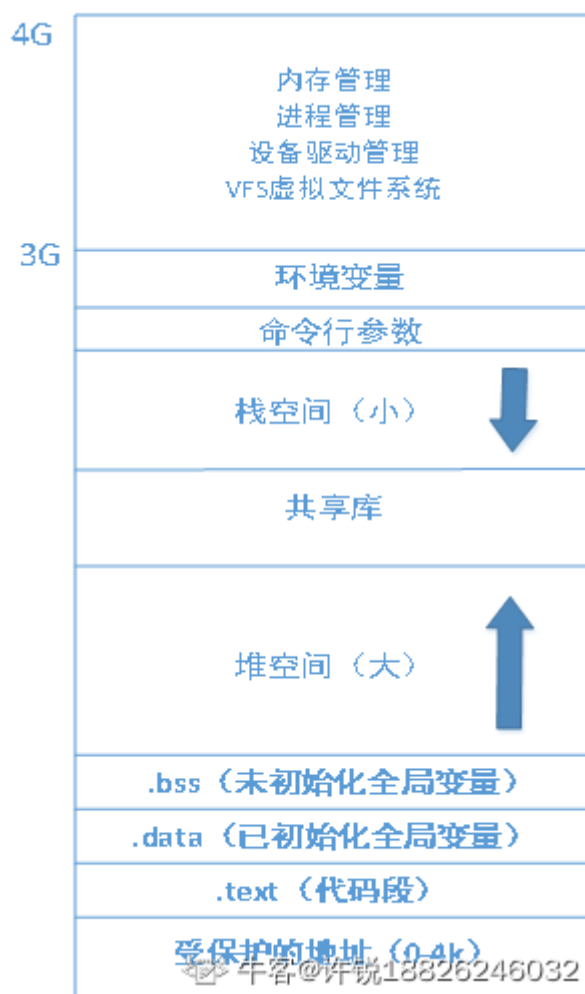 4G
内存管理
进程管理
设备驱动管理
VFS虚拟文件系统
3G
环境变量
命令行参数
栈空间（小）
共享库
堆空间（大）
.bss（未初始化全局变量）
.data（已初始化全局变量）
.text（代码段）
受保护的地址（0-4k）
牛客@许锐18826246032